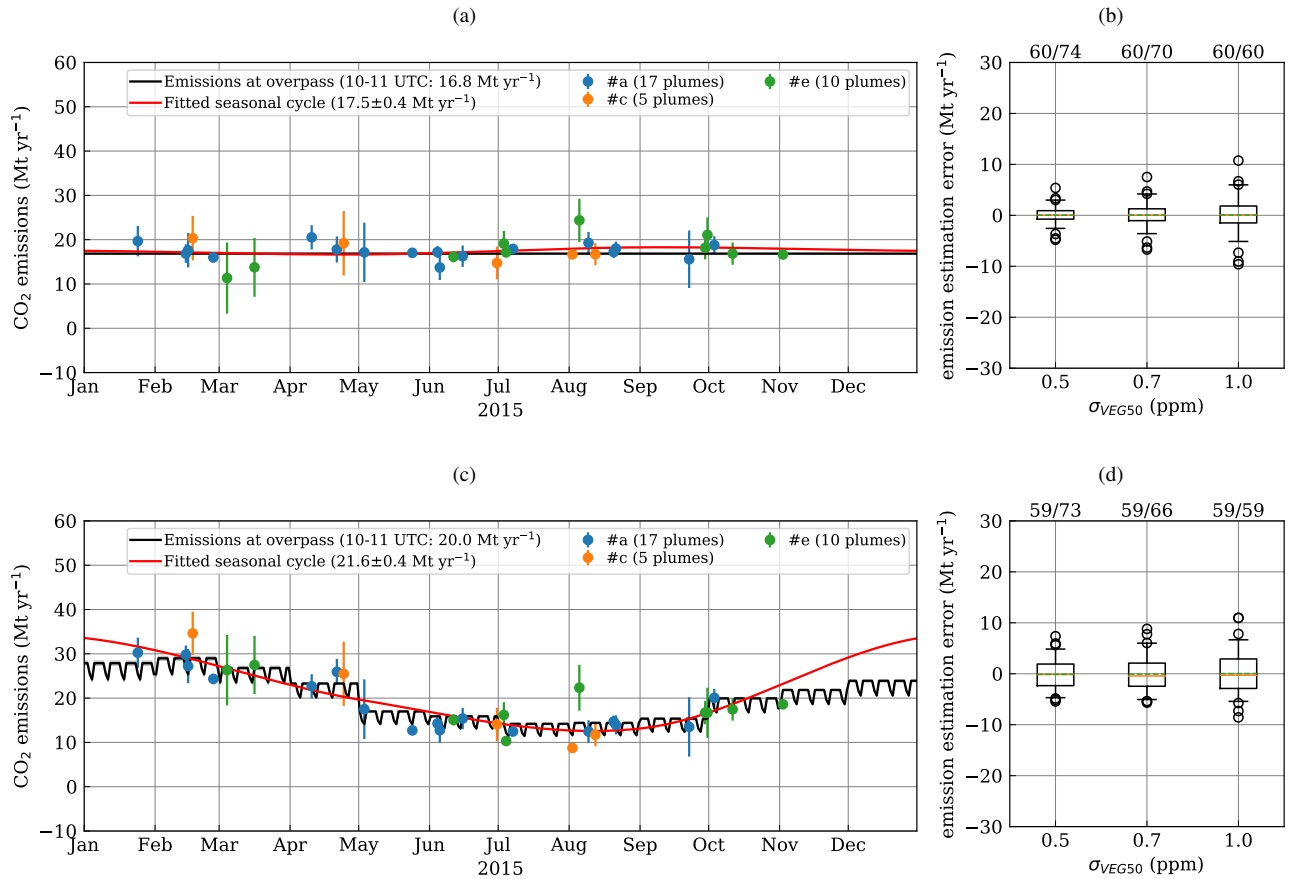 (a)
CO₂ emissions (Mt yr⁻¹)
60
50
40
30
20
10
0
−10
Emissions at overpass (10-11 UTC: 16.8 Mt yr⁻¹)
Fitted seasonal cycle (17.5±0.4 Mt yr⁻¹)
#a (17 plumes)
#c (5 plumes)
#e (10 plumes)
Jan Feb Mar Apr May Jun Jul Aug Sep Oct Nov Dec
2015
(b)
60/74 60/70 60/60
emission estimation error (Mt yr⁻¹)
30
20
10
0
−10
−20
−30
0.5 0.7 1.0
σVEG50 (ppm)
(c)
CO₂ emissions (Mt yr⁻¹)
60
50
40
30
20
10
0
−10
Emissions at overpass (10-11 UTC: 20.0 Mt yr⁻¹)
Fitted seasonal cycle (21.6±0.4 Mt yr⁻¹)
#a (17 plumes)
#c (5 plumes)
#e (10 plumes)
Jan Feb Mar Apr May Jun Jul Aug Sep Oct Nov Dec
2015
(d)
59/73 59/66 59/59
emission estimation error (Mt yr⁻¹)
30
20
10
0
−10
−20
−30
0.5 0.7 1.0
σVEG50 (ppm)